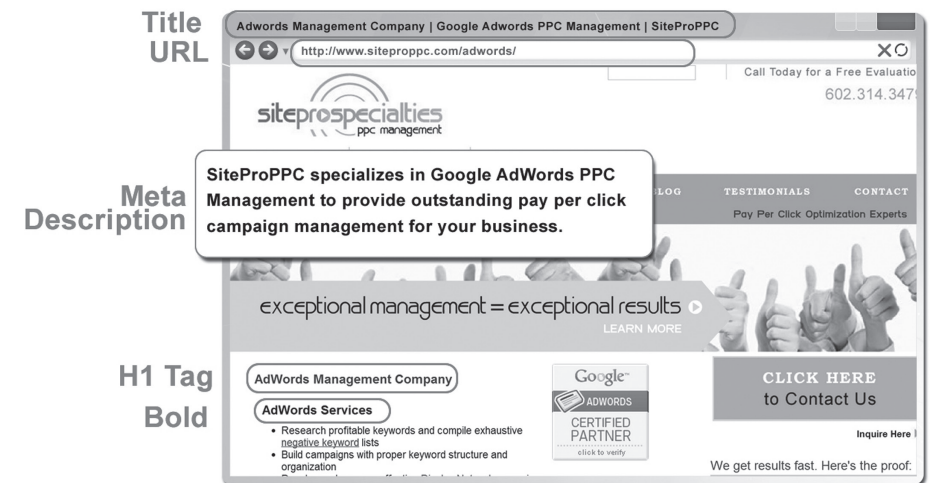 Title
Adwords Management Company | Google Adwords PPC Management | SiteProPPC
URL
http://www.siteproppc.com/adwords/
Call Today for a Free Evaluatio
602.314.3479
siteprospecialties
ppc management
Meta
Description
SiteProPPC specializes in Google AdWords PPC
Management to provide outstanding pay per click
campaign management for your business.
LOG TESTIMONIALS CONTACT
Pay Per Click Optimization Experts
exceptional management = exceptional results
LEARN MORE
H1 Tag
AdWords Management Company
Bold
AdWords Services
• Research profitable keywords and compile exhaustive
negative keyword lists
• Build campaigns with proper keyword structure and
organization
Google™
ADWORDS
CERTIFIED
PARTNER
click to verify
CLICK HERE
to Contact Us
Inquire Here
We get results fast. Here's the proof: